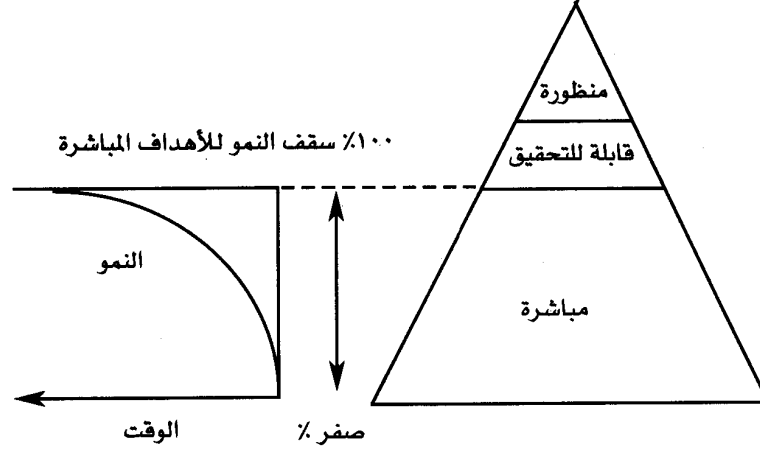 منظورة
قابلة للتحقيق
١٠٠٪ سقف النمو للأهداف المباشرة
النمو
مباشرة
صفر ٪
الوقت